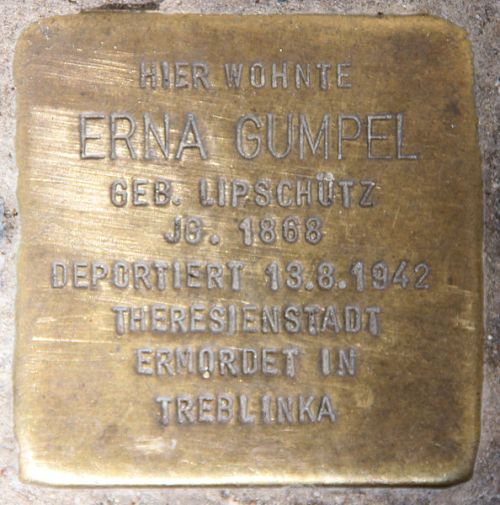 HIER WOHNTE
ERNA GUMPEL
GEB. LIPSCHÜTZ
JG. 1868
DEPORTIERT 13.8.1942
THERESIENSTADT
ERMORDET IN
TREBLINKA